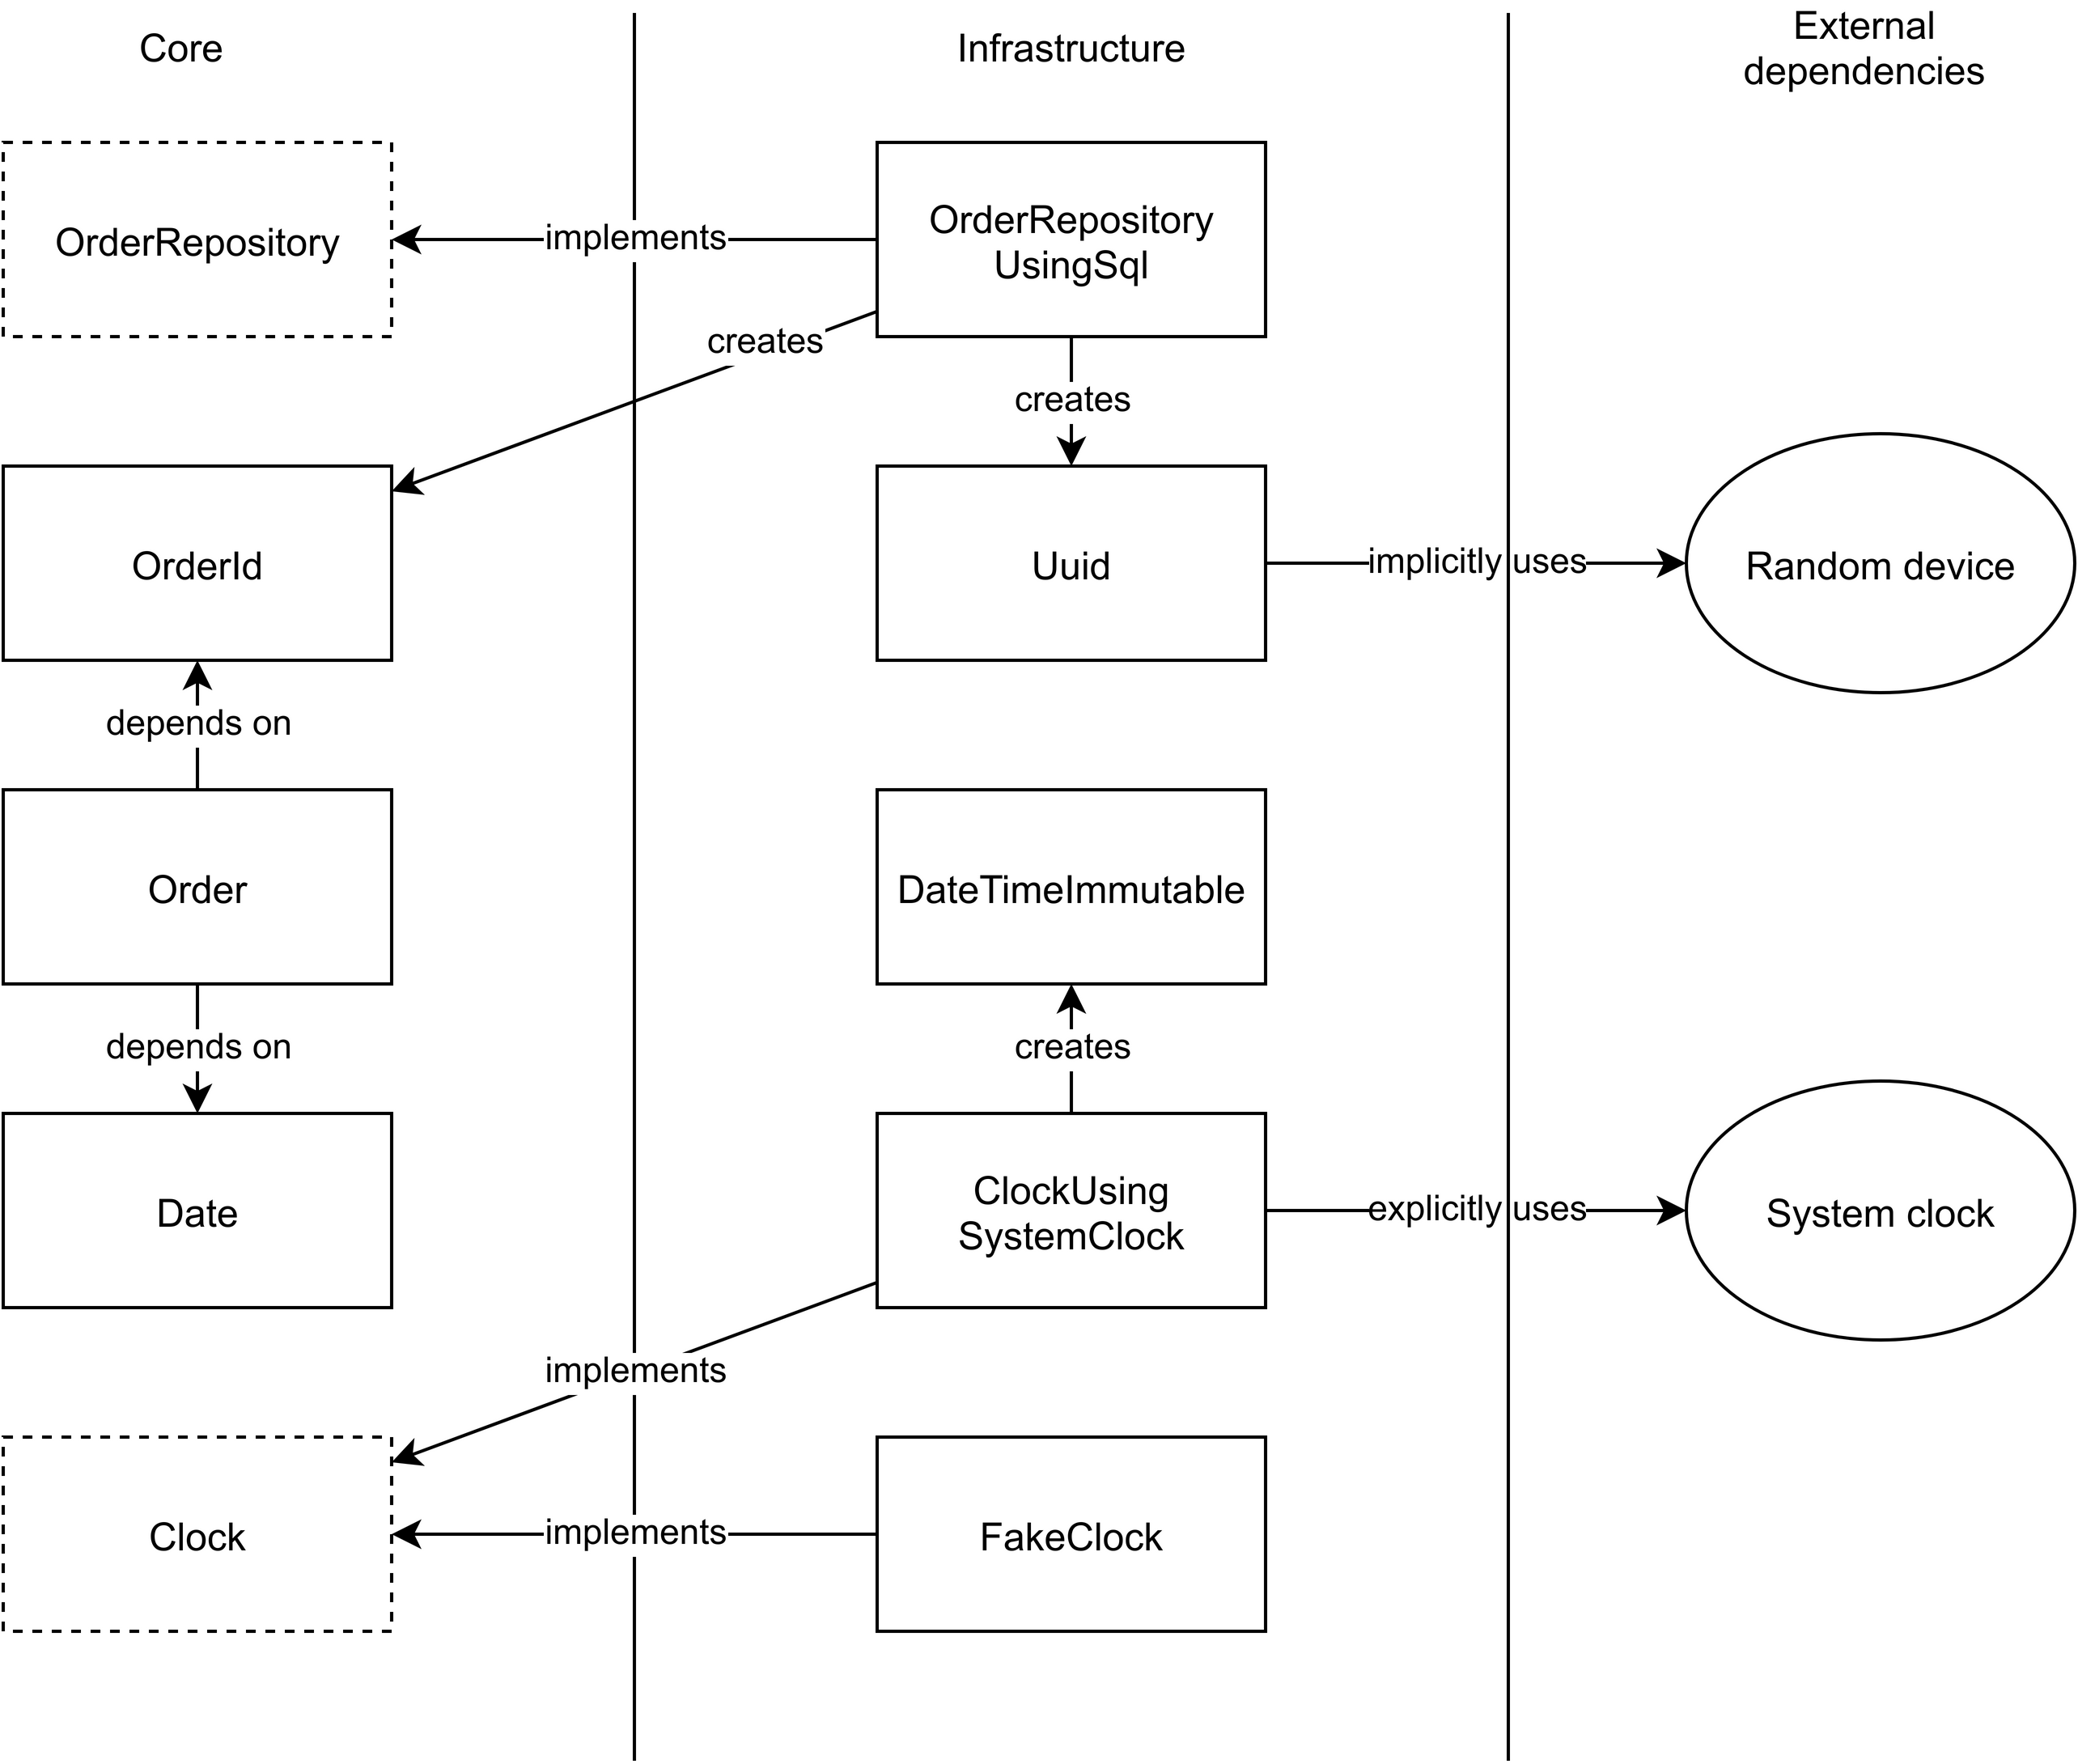 Core
Infrastructure
External
dependencies
OrderRepository
implements
OrderRepository
UsingSql
creates
creates
OrderId
Uuid
implicitly uses
Random device
depends on
Order
DateTimeImmutable
depends on
creates
Date
ClockUsing
SystemClock
explicitly uses
System clock
implements
Clock
implements
FakeClock